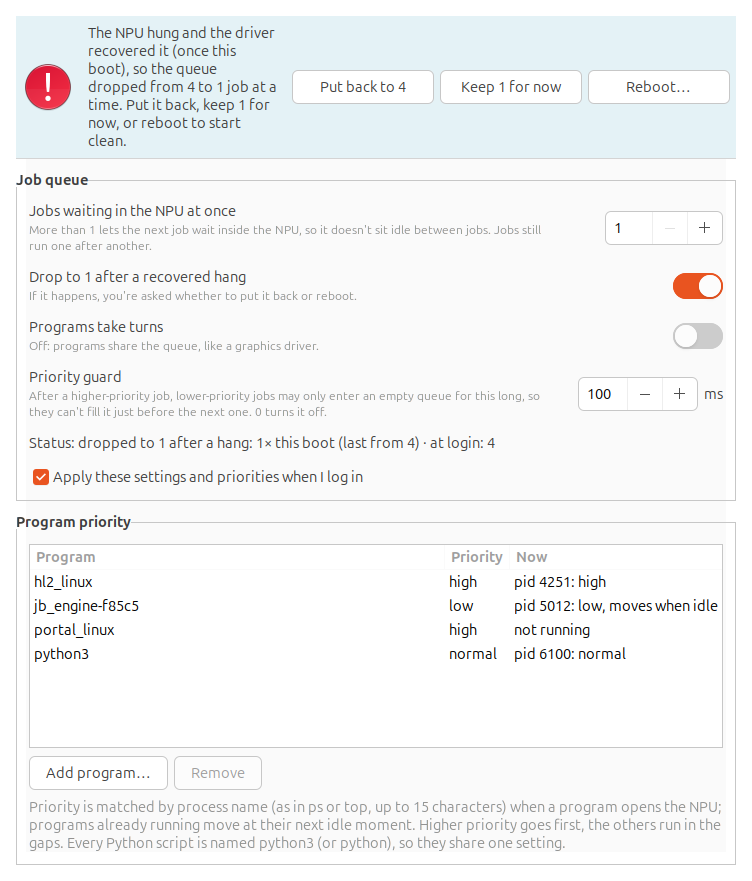 The NPU hung and the driver
recovered it (once this
boot), so the queue
dropped from 4 to 1 job at a
time. Put it back, keep 1 for
now, or reboot to start
clean.
Put back to 4
Keep 1 for now
Reboot…
Job queue
Jobs waiting in the NPU at once
More than 1 lets the next job wait inside the NPU, so it doesn't sit idle between jobs. Jobs still
run one after another.
1 − +
Drop to 1 after a recovered hang
If it happens, you're asked whether to put it back or reboot.
Programs take turns
Off: programs share the queue, like a graphics driver.
Priority guard
After a higher-priority job, lower-priority jobs may only enter an empty queue for this long, so
they can't fill it just before the next one. 0 turns it off.
100 − + ms
Status: dropped to 1 after a hang: 1× this boot (last from 4) · at login: 4
Apply these settings and priorities when I log in
Program priority
Program Priority Now
hl2_linux high pid 4251: high
jb_engine-f85c5 low pid 5012: low, moves when idle
portal_linux high not running
python3 normal pid 6100: normal
Add program…
Remove
Priority is matched by process name (as in ps or top, up to 15 characters) when a program opens the NPU;
programs already running move at their next idle moment. Higher priority goes first, the others run in the
gaps. Every Python script is named python3 (or python), so they share one setting.